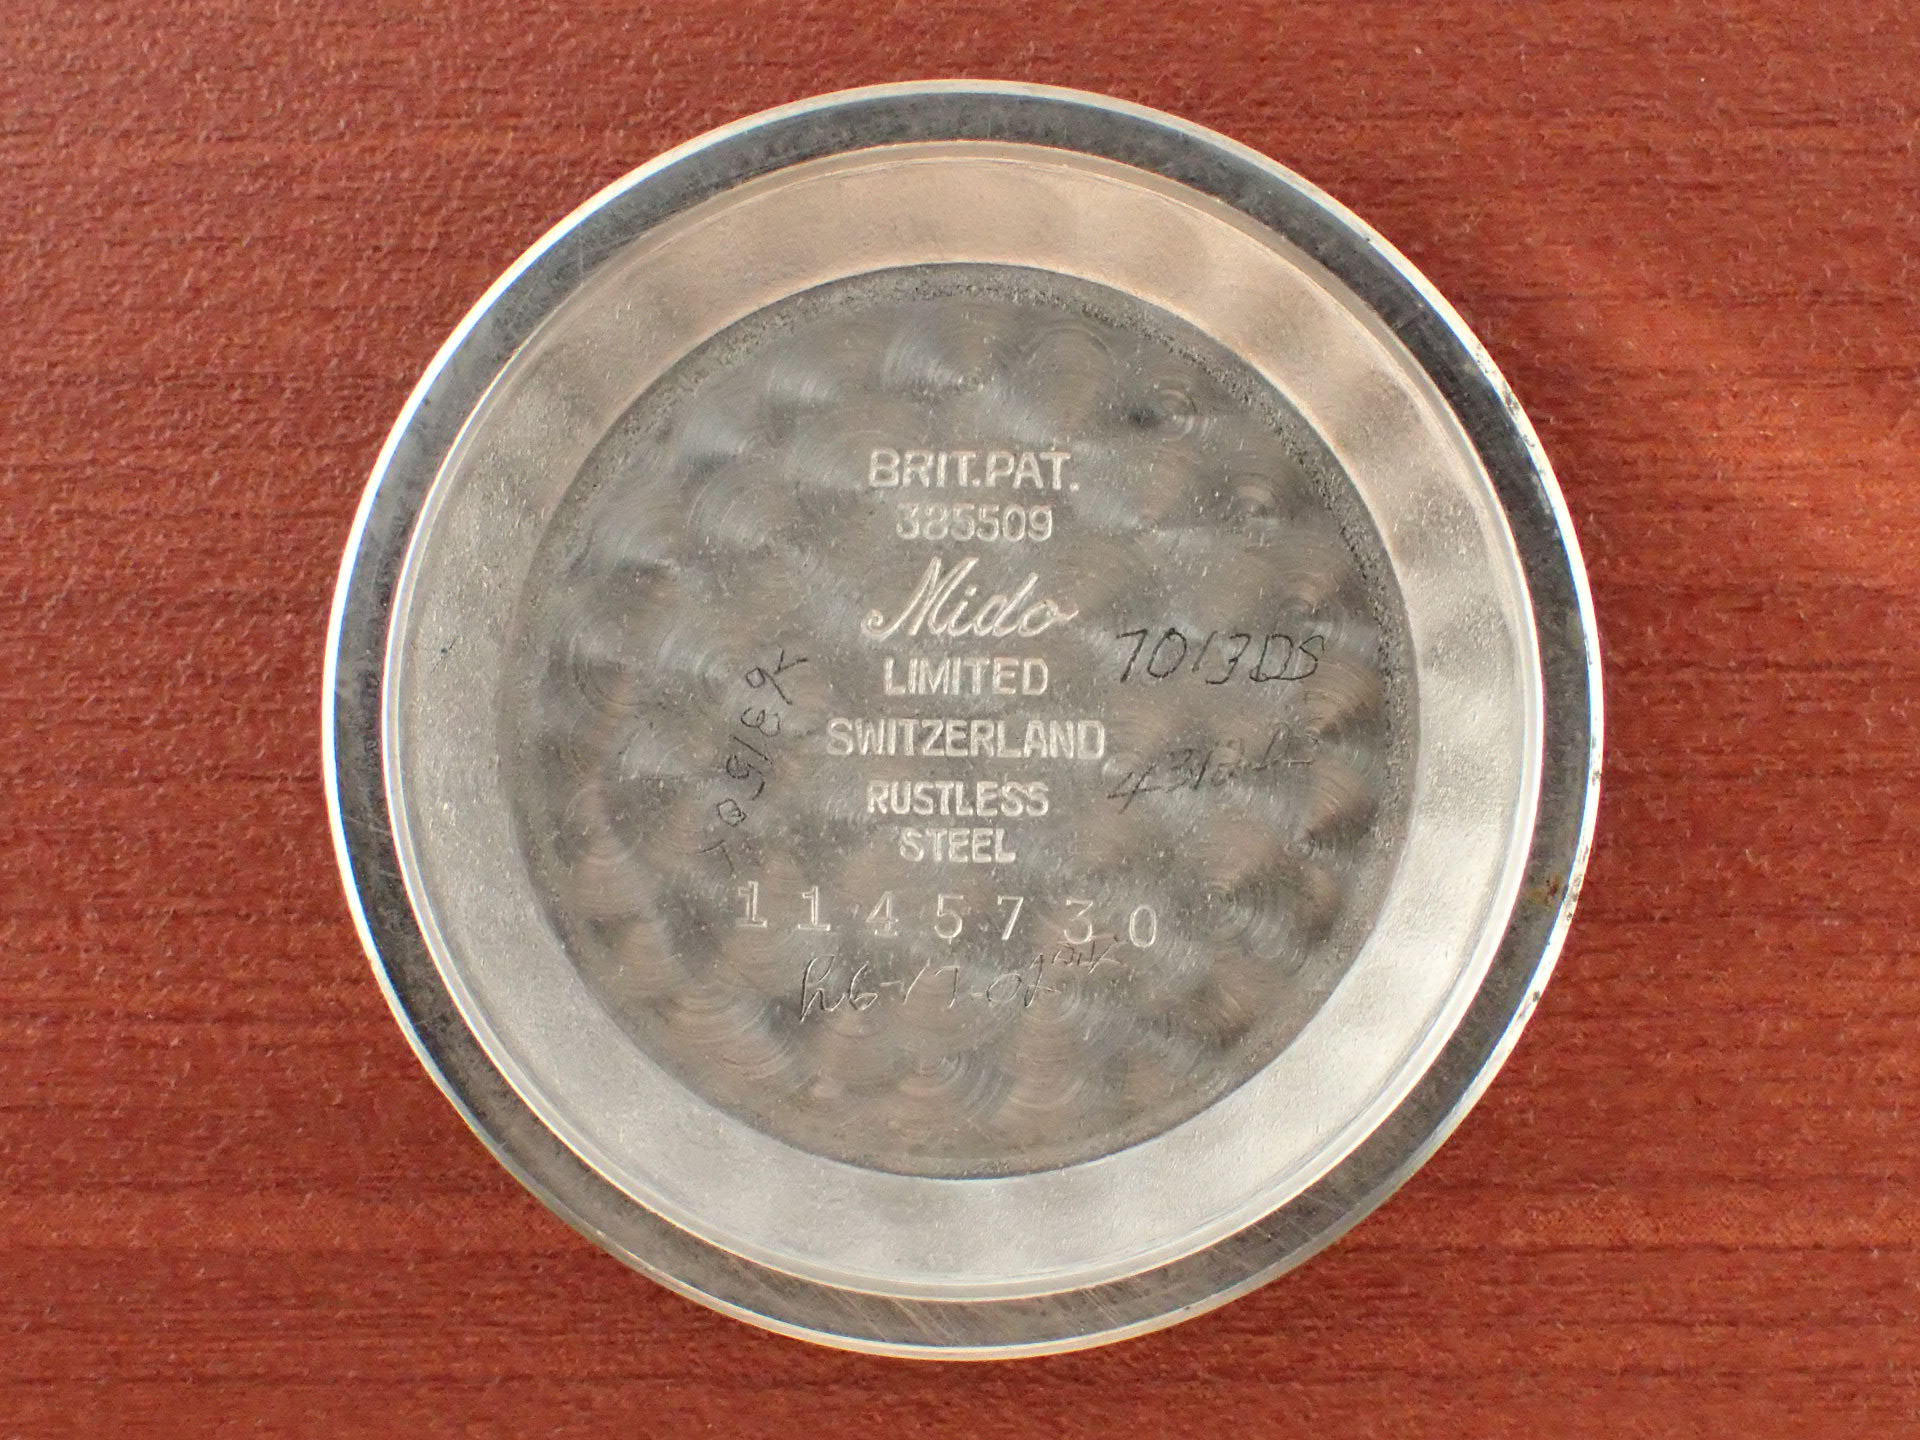 BRIT.PAT.
385509
Mido
LIMITED
7013DS
SWITZERLAND
RUSTLESS
STEEL
1145730